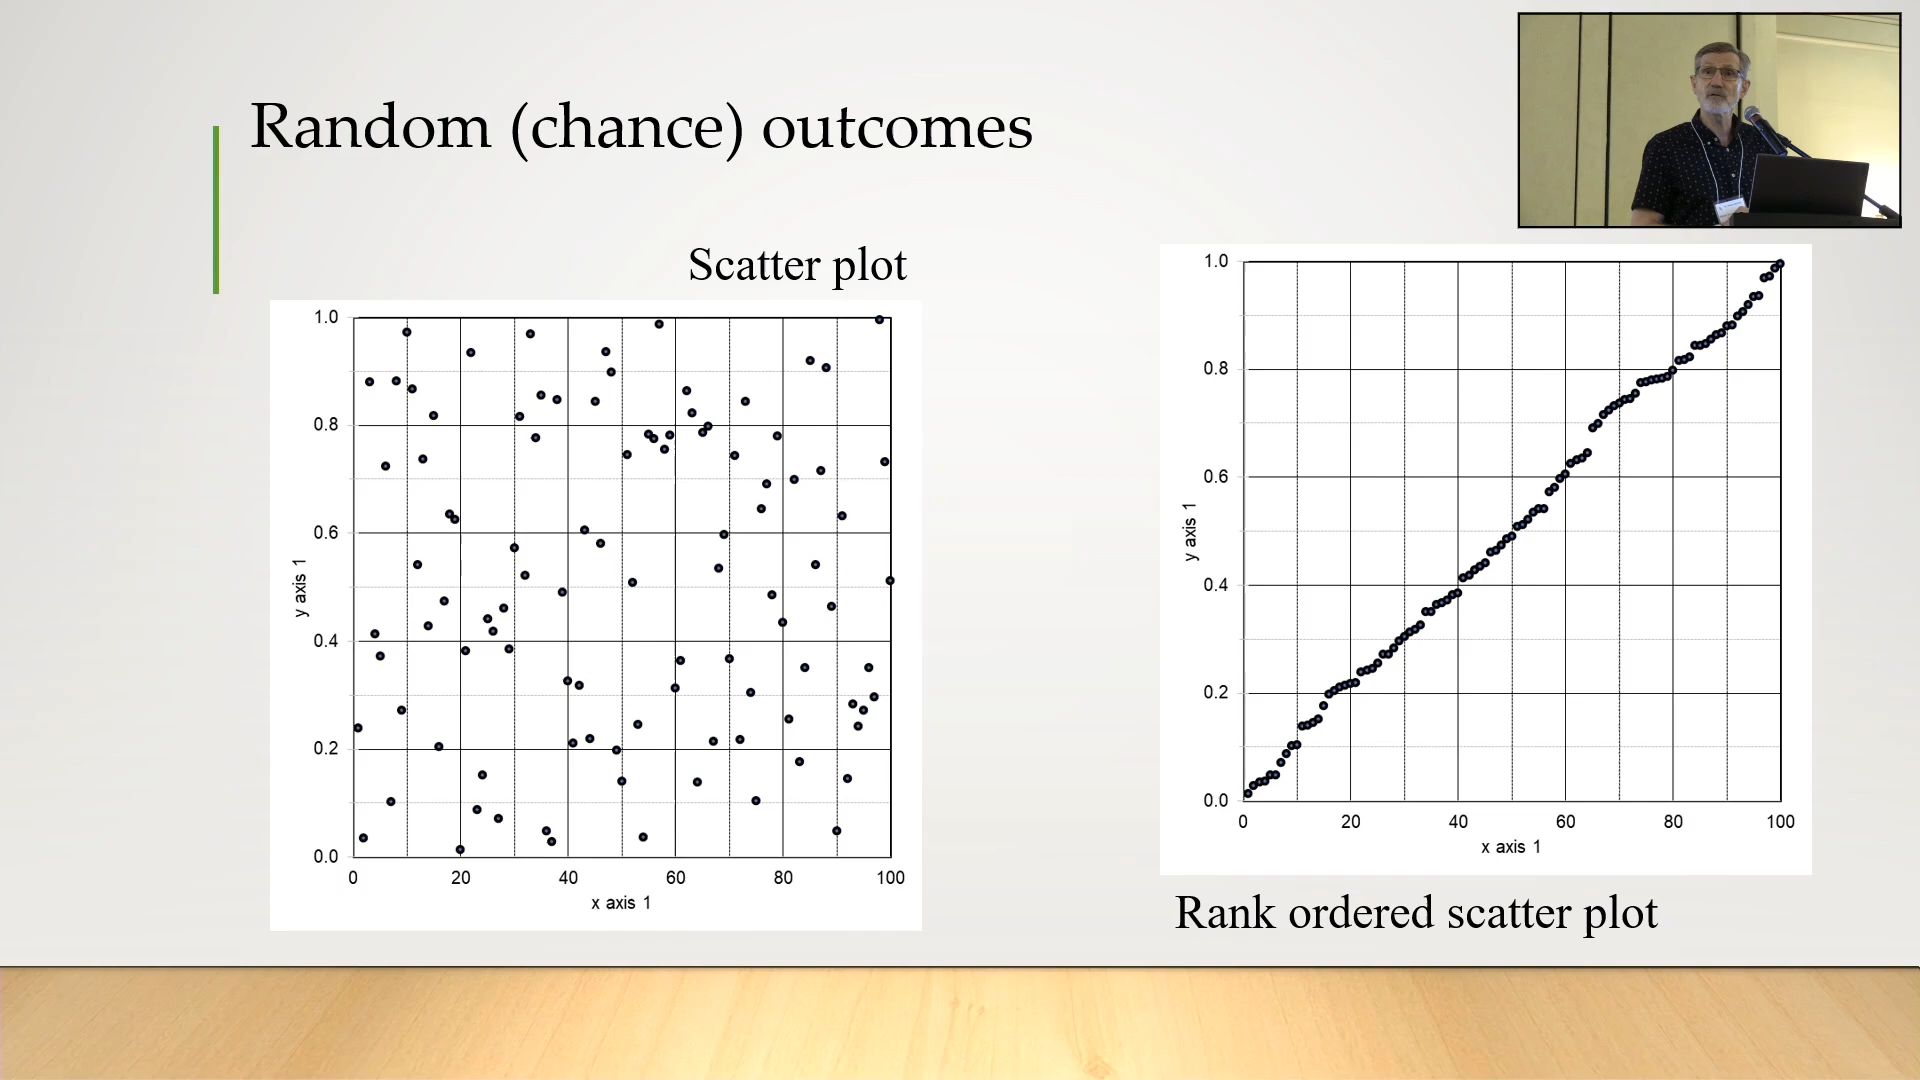 Random (chance) outcomes
Scatter plot
1.0
0.8
0.6
0.4
0.2
0.0
y axis 1
0 20 40 60 80 100
x axis 1
1.0
0.8
0.6
0.4
0.2
0.0
y axis 1
0 20 40 60 80 100
x axis 1
Rank ordered scatter plot